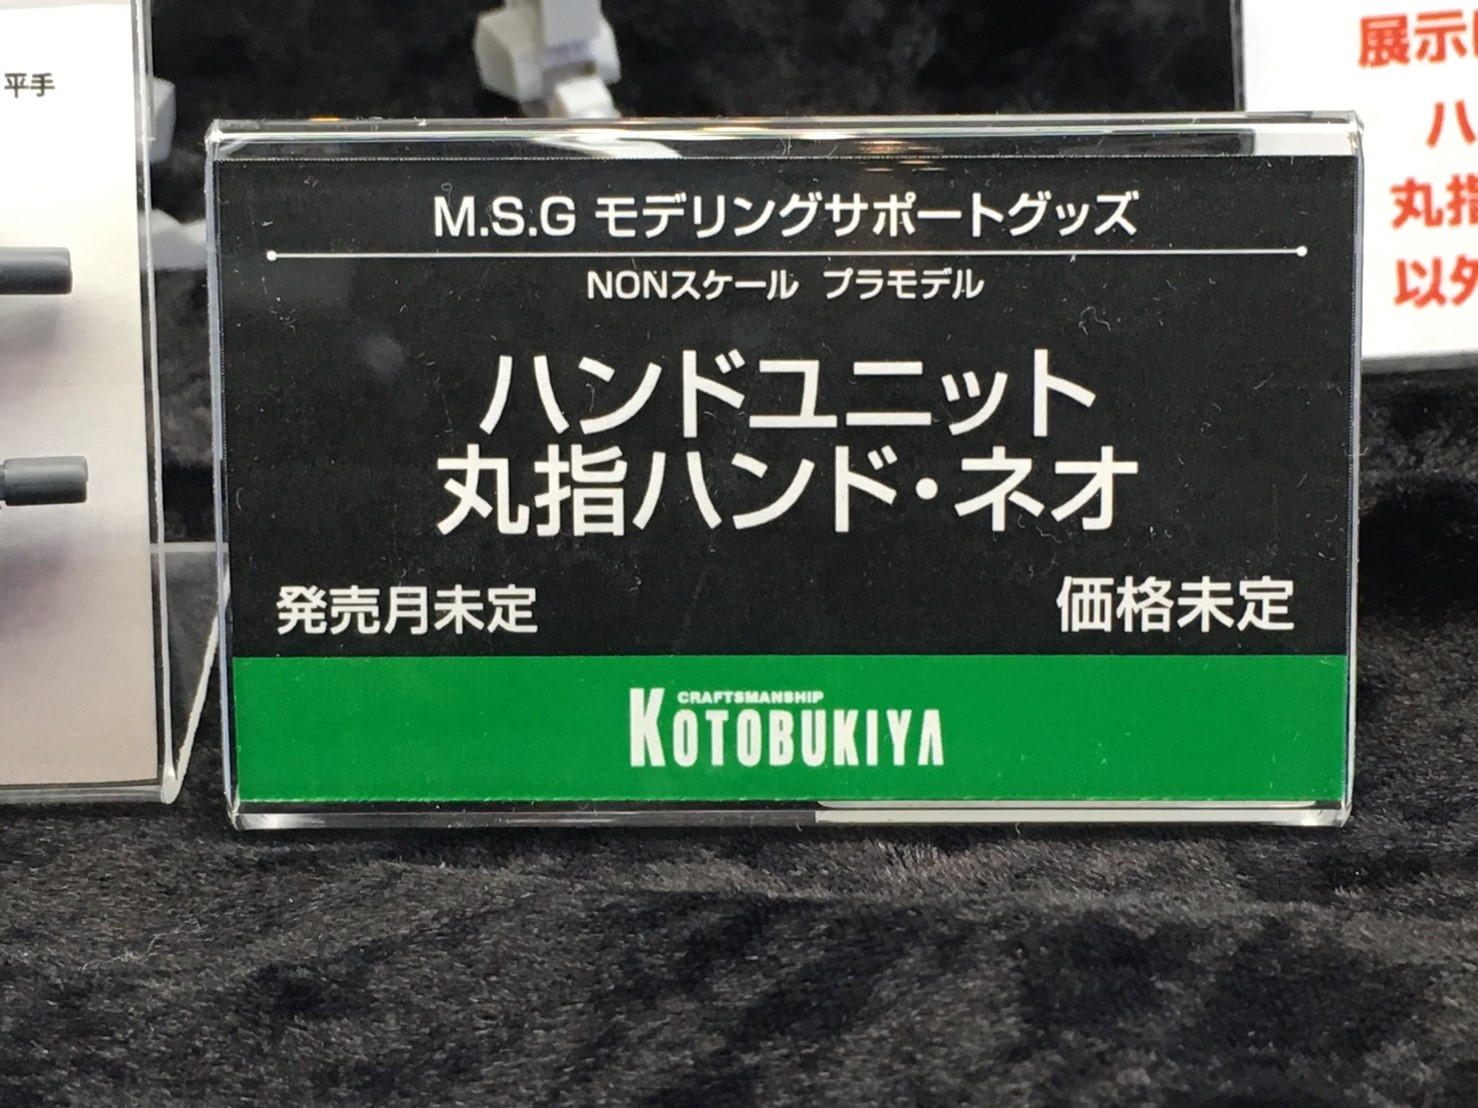 平手
M.S.G モデリングサポートグッズ
NONスケール プラモデル
ハンドユニット
丸指ハンド・ネオ
発売月未定
価格未定
CRAFTSMANSHIP
KOTOBUKIYA
展示
ハ
丸指
以外